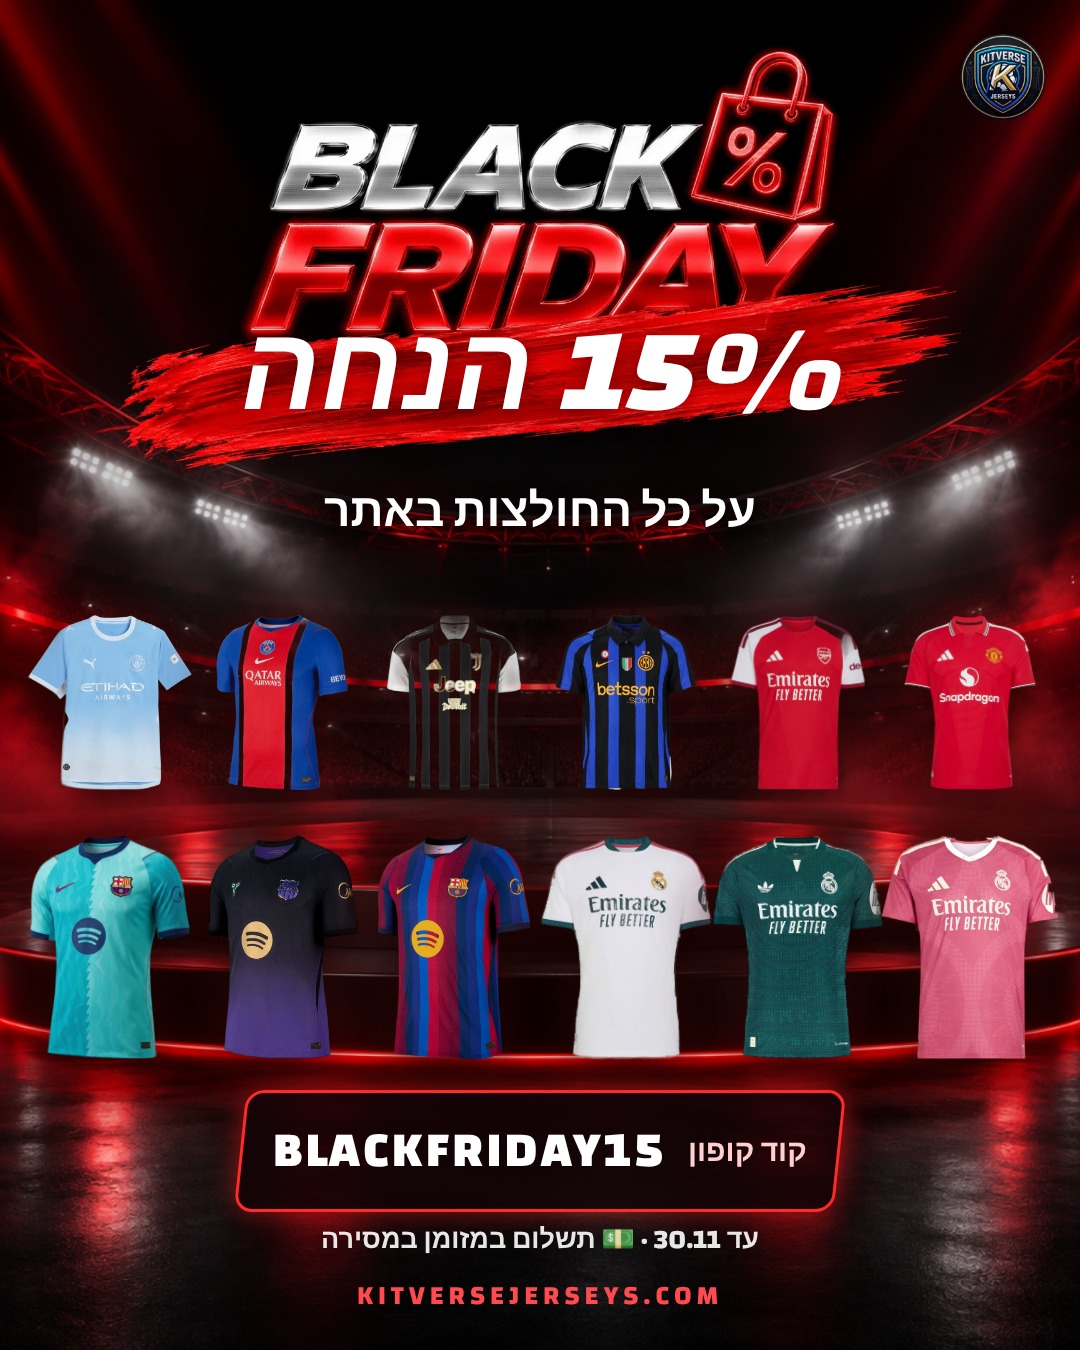 KITVERSE
K
JERSEYS
BLACK
%
FRIDAY
15% הנחה
על כל החולצות באתר
ETIHAD
AIRWAYS
QATAR
AIRWAYS
BEYO
Jeep
betsson
.sport
Emirates
FLY BETTER
de
Snapdragon
Emirates
FLY BETTER
Emirates
FLY BETTER
Emirates
FLY BETTER
קוד קופון BLACKFRIDAY15
עד 30.11 · 💵 תשלום במזומן במסירה
KITVERSEJERSEYS.COM